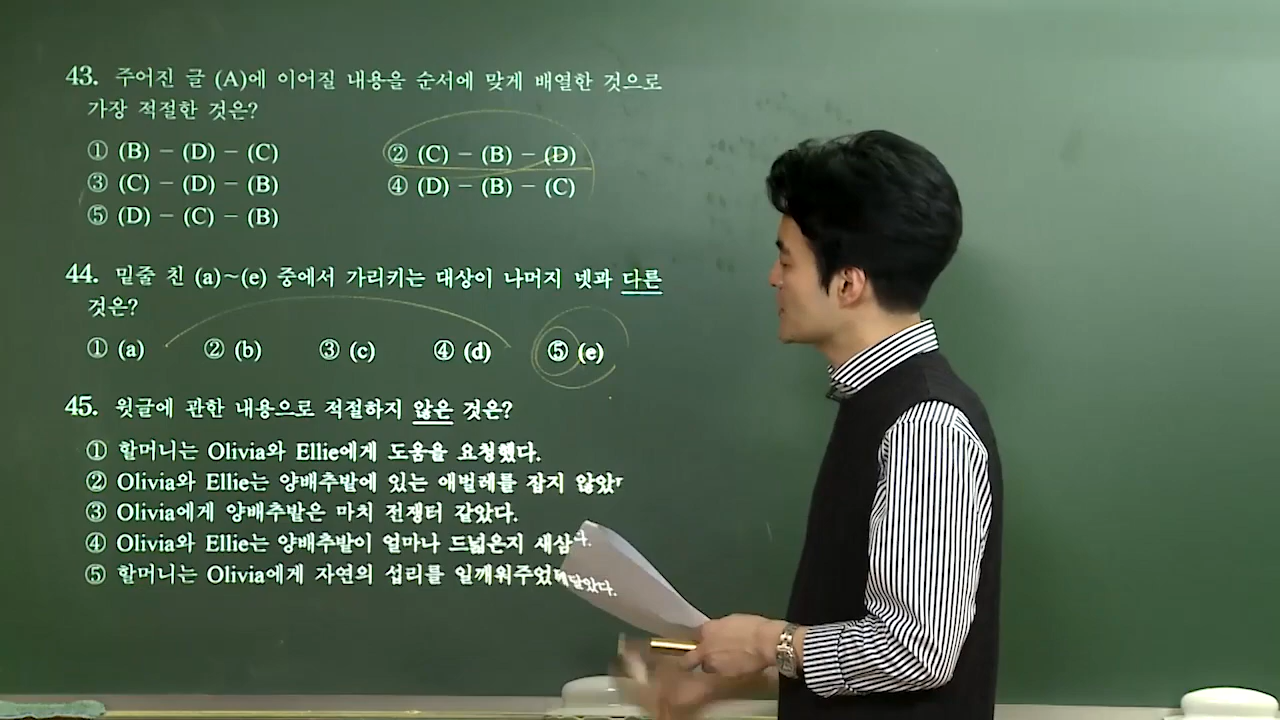 43. 주어진 글 (A)에 이어질 내용을 순서에 맞게 배열한 것으로
가장 적절한 것은?
① (B) − (D) − (C) ② (C) − (B) − (D)
③ (C) − (D) − (B) ④ (D) − (B) − (C)
⑤ (D) − (C) − (B)
44. 밑줄 친 (a)~(e) 중에서 가리키는 대상이 나머지 넷과 다른
것은?
① (a) ② (b) ③ (c) ④ (d) ⑤ (e)
45. 윗글에 관한 내용으로 적절하지 않은 것은?
① 할머니는 Olivia와 Ellie에게 도움을 요청했다.
② Olivia와 Ellie는 양배추밭에 있는 애벌레를 잡지
③ Olivia에게 양배추밭은 마치 전쟁터 같았다.
④ Olivia와 Ellie는 양배추밭이 얼마나 드넓은지
⑤ 할머니는 Olivia에게 자연의 섭리를